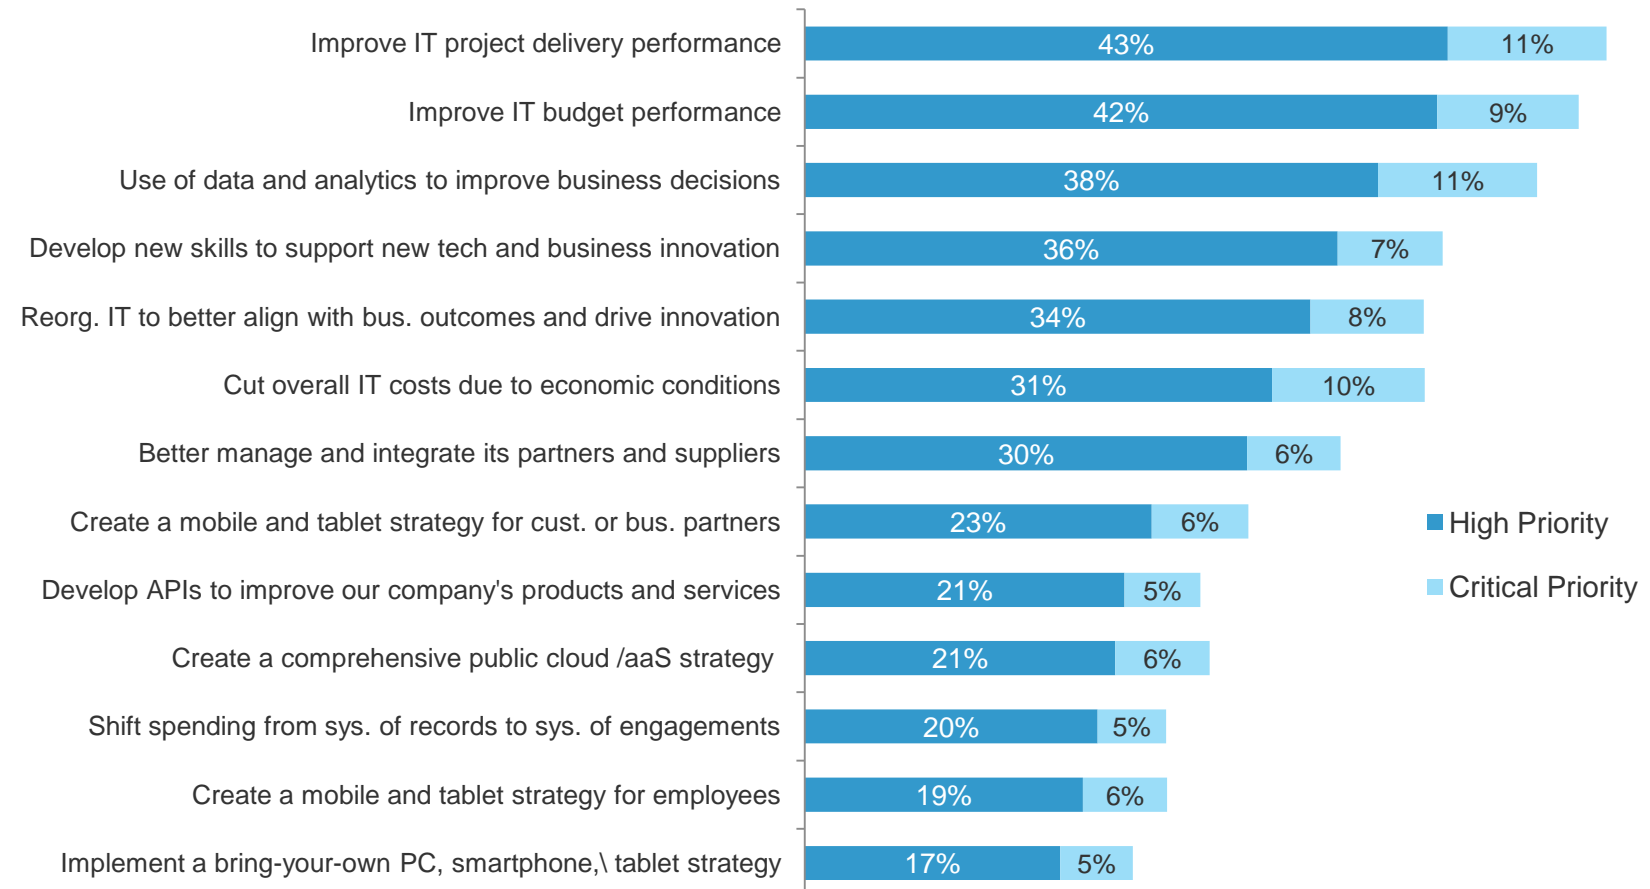 Improve IT project delivery performance 43% 11%
Improve IT budget performance 42% 9%
Use of data and analytics to improve business decisions 38% 11%
Develop new skills to support new tech and business innovation 36% 7%
Reorg. IT to better align with bus. outcomes and drive innovation 34% 8%
Cut overall IT costs due to economic conditions 31% 10%
Better manage and integrate its partners and suppliers 30% 6%
Create a mobile and tablet strategy for cust. or bus. partners 23% 6%
High Priority
Develop APIs to improve our company's products and services 21% 5%
Critical Priority
Create a comprehensive public cloud /aaS strategy 21% 6%
Shift spending from sys. of records to sys. of engagements 20% 5%
Create a mobile and tablet strategy for employees 19% 6%
Implement a bring-your-own PC, smartphone,\ tablet strategy 17% 5%